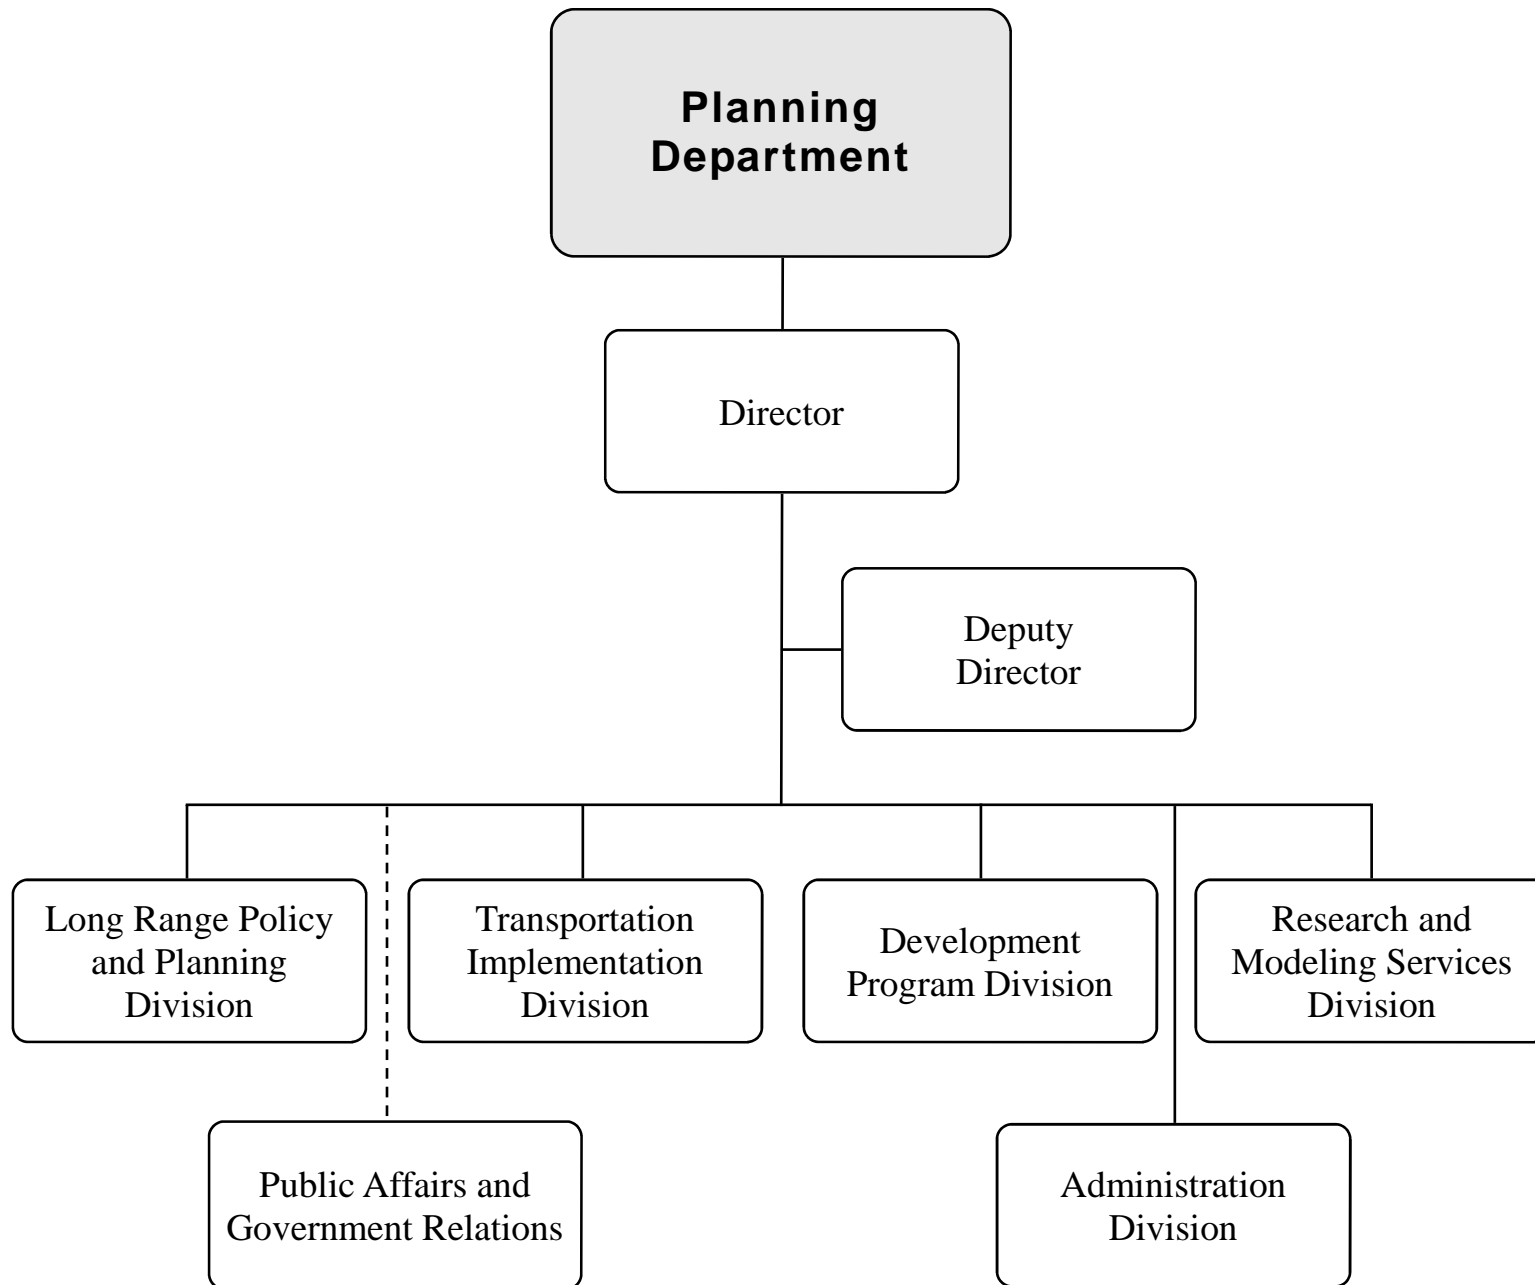 Planning
Department
Director
Deputy
Director
Long Range Policy
and Planning
Division
Transportation
Implementation
Division
Development
Program Division
Research and
Modeling Services
Division
Public Affairs and
Government Relations
Administration
Division